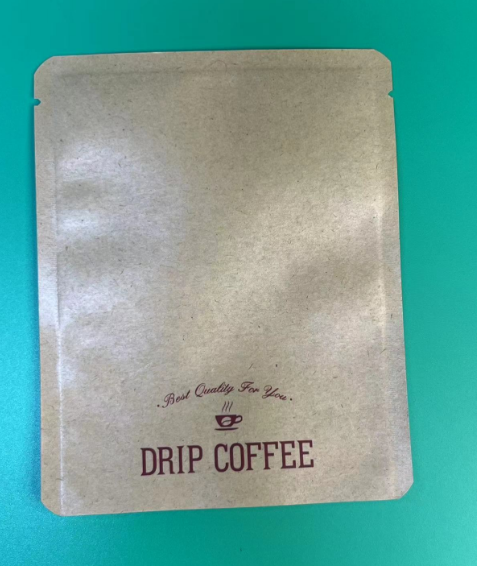 • Best Quality For You •
DRIP COFFEE